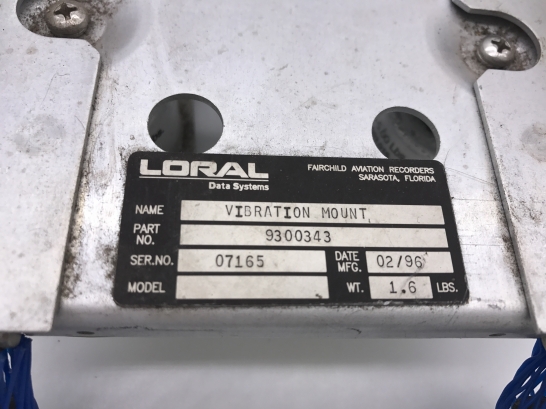 LORAL
Data Systems
FAIRCHILD AVIATION RECORDERS
SARASOTA, FLORIDA
NAME VIBRATION MOUNT
PART NO. 9300343
SER.NO. 07165 DATE MFG. 02/96
MODEL WT. 1.6 LBS.